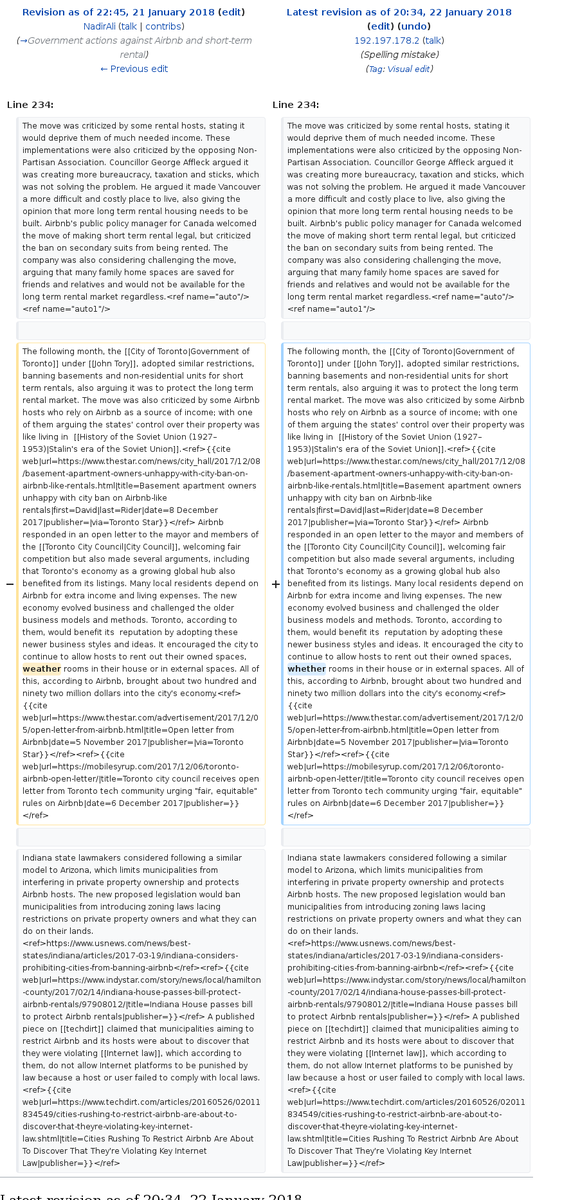 Revision as of 22:45, 21 January 2018 (edit)
NadirAli (talk | contribs)
(→Government actions against Airbnb and short-term
rental)
← Previous edit
Latest revision as of 20:34, 22 January 2018
(edit) (undo)
192.197.178.2 (talk)
(Spelling mistake)
(Tag: Visual edit)
Line 234:
The move was criticized by some rental hosts, stating it
would deprive them of much needed income. These
implementations were also criticized by the opposing Non-
Partisan Association. Councillor George Affleck argued it
was creating more bureaucracy, taxation and sticks, which
was not solving the problem. He argued it made Vancouver
a more difficult and costly place to live, also giving the
opinion that more long term rental housing needs to be
built. Airbnb's public policy manager for Canada welcomed
the move of making short term rental legal, but criticized
the ban on secondary suits from being rented. The
company was also considering challenging the move,
arguing that many family home spaces are saved for
friends and relatives and would not be available for the
long term rental market regardless.<ref name="auto"/>
<ref name="auto1"/>
Line 234:
The move was criticized by some rental hosts, stating it
would deprive them of much needed income. These
implementations were also criticized by the opposing Non-
Partisan Association. Councillor George Affleck argued it
was creating more bureaucracy, taxation and sticks, which
was not solving the problem. He argued it made Vancouver
a more difficult and costly place to live, also giving the
opinion that more long term rental housing needs to be
built. Airbnb's public policy manager for Canada welcomed
the move of making short term rental legal, but criticized
the ban on secondary suits from being rented. The
company was also considering challenging the move,
arguing that many family home spaces are saved for
friends and relatives and would not be available for the
long term rental market regardless.<ref name="auto"/>
<ref name="auto1"/>
−
The following month, the [[City of Toronto|Government of
Toronto]] under [[John Tory]], adopted similar restrictions,
banning basements and non-residential units for short
term rentals, also arguing it was to protect the long term
rental market. The move was also criticized by some Airbnb
hosts who rely on Airbnb as a source of income; with one
of them arguing the states' control over their property was
like living in  [[History of the Soviet Union (1927–
1953)|Stalin's era of the Soviet Union]].<ref>{{cite
web|url=https://www.thestar.com/news/city_hall/2017/12/08
/basement-apartment-owners-unhappy-with-city-ban-on-
airbnb-like-rentals.html|title=Basement apartment owners
unhappy with city ban on Airbnb-like
rentals|first=David|last=Rider|date=8 December
2017|publisher=|via=Toronto Star}}</ref> Airbnb
responded in an open letter to the mayor and members of
the [[Toronto City Council|City Council]], welcoming fair
competition but also made several arguments, including
that Toronto's economy as a growing global hub also
benefited from its listings. Many local residents depend on
Airbnb for extra income and living expenses. The new
economy evolved business and challenged the older
business models and methods. Toronto, according to
them, would benefit its  reputation by adopting these
newer business styles and ideas. It encouraged the city to
continue to allow hosts to rent out their owned spaces,
weather rooms in their house or in external spaces. All of
this, according to Airbnb, brought about two hundred and
ninety two million dollars into the city's economy<ref>
{{cite
web|url=https://www.thestar.com/advertisement/2017/12/0
5/open-letter-from-airbnb.html|title=Open letter from
Airbnb|date=5 November 2017|publisher=|via=Toronto
Star}}</ref><ref>{{cite
web|url=https://mobilesyrup.com/2017/12/06/toronto-
airbnb-open-letter/|title=Toronto city council receives open
letter from Toronto tech community urging "fair, equitable"
rules on Airbnb|date=6 December 2017|publisher=}}
</ref>
+
The following month, the [[City of Toronto|Government of
Toronto]] under [[John Tory]], adopted similar restrictions,
banning basements and non-residential units for short
term rentals, also arguing it was to protect the long term
rental market. The move was also criticized by some Airbnb
hosts who rely on Airbnb as a source of income; with one
of them arguing the states' control over their property was
like living in  [[History of the Soviet Union (1927–
1953)|Stalin's era of the Soviet Union]].<ref>{{cite
web|url=https://www.thestar.com/news/city_hall/2017/12/08
/basement-apartment-owners-unhappy-with-city-ban-on-
airbnb-like-rentals.html|title=Basement apartment owners
unhappy with city ban on Airbnb-like
rentals|first=David|last=Rider|date=8 December
2017|publisher=|via=Toronto Star}}</ref> Airbnb
responded in an open letter to the mayor and members of
the [[Toronto City Council|City Council]], welcoming fair
competition but also made several arguments, including
that Toronto's economy as a growing global hub also
benefited from its listings. Many local residents depend on
Airbnb for extra income and living expenses. The new
economy evolved business and challenged the older
business models and methods. Toronto, according to
them, would benefit its  reputation by adopting these
newer business styles and ideas. It encouraged the city to
continue to allow hosts to rent out their owned spaces,
whether rooms in their house or in external spaces. All of
this, according to Airbnb, brought about two hundred and
ninety two million dollars into the city's economy<ref>
{{cite
web|url=https://www.thestar.com/advertisement/2017/12/0
5/open-letter-from-airbnb.html|title=Open letter from
Airbnb|date=5 November 2017|publisher=|via=Toronto
Star}}</ref><ref>{{cite
web|url=https://mobilesyrup.com/2017/12/06/toronto-
airbnb-open-letter/|title=Toronto city council receives open
letter from Toronto tech community urging "fair, equitable"
rules on Airbnb|date=6 December 2017|publisher=}}
</ref>
Indiana state lawmakers considered following a similar
model to Arizona, which limits municipalities from
interfering in private property ownership and protects
Airbnb hosts. The new proposed legislation would ban
municipalities from introducing zoning laws lacing
restrictions on private property owners and what they can
do on their lands.
<ref>https://www.usnews.com/news/best-
states/indiana/articles/2017-03-19/indiana-considers-
prohibiting-cities-from-banning-airbnb</ref><ref>{{cite
web|url=https://www.indystar.com/story/news/local/hamilton
-county/2017/02/14/indiana-house-passes-bill-protect-
airbnb-rentals/97908012/|title=Indiana House passes bill
to protect Airbnb rentals|publisher=}}</ref> A published
piece on [[techdirt]] claimed that municipalities aiming to
restrict Airbnb and its hosts were about to discover that
they were violating [[Internet law]], which according to
them, do not allow Internet platforms to be punished by
law because a host or user failed to comply with local laws.
<ref>{{cite
web|url=https://www.techdirt.com/articles/20160526/02011
834549/cities-rushing-to-restrict-airbnb-are-about-to-
discover-that-theyre-violating-key-internet-
law.shtml|title=Cities Rushing To Restrict Airbnb Are About
To Discover That They're Violating Key Internet
Law|publisher=}}</ref>
Indiana state lawmakers considered following a similar
model to Arizona, which limits municipalities from
interfering in private property ownership and protects
Airbnb hosts. The new proposed legislation would ban
municipalities from introducing zoning laws lacing
restrictions on private property owners and what they can
do on their lands.
<ref>https://www.usnews.com/news/best-
states/indiana/articles/2017-03-19/indiana-considers-
prohibiting-cities-from-banning-airbnb</ref><ref>{{cite
web|url=https://www.indystar.com/story/news/local/hamilton
-county/2017/02/14/indiana-house-passes-bill-protect-
airbnb-rentals/97908012/|title=Indiana House passes bill
to protect Airbnb rentals|publisher=}}</ref> A published
piece on [[techdirt]] claimed that municipalities aiming to
restrict Airbnb and its hosts were about to discover that
they were violating [[Internet law]], which according to
them, do not allow Internet platforms to be punished by
law because a host or user failed to comply with local laws.
<ref>{{cite
web|url=https://www.techdirt.com/articles/20160526/02011
834549/cities-rushing-to-restrict-airbnb-are-about-to-
discover-that-theyre-violating-key-internet-
law.shtml|title=Cities Rushing To Restrict Airbnb Are About
To Discover That They're Violating Key Internet
Law|publisher=}}</ref>
Latest revision as of 20:34, 22 January 2018